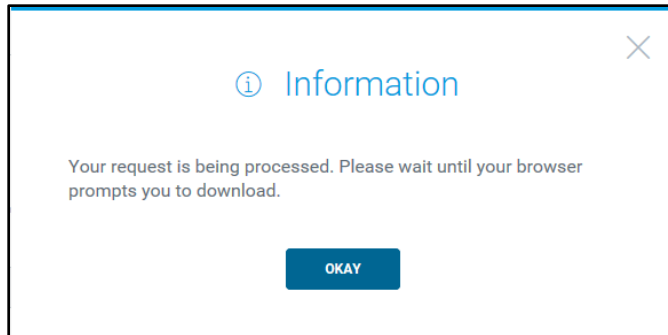 Information
Your request is being processed. Please wait until your browser
prompts you to download.
OKAY